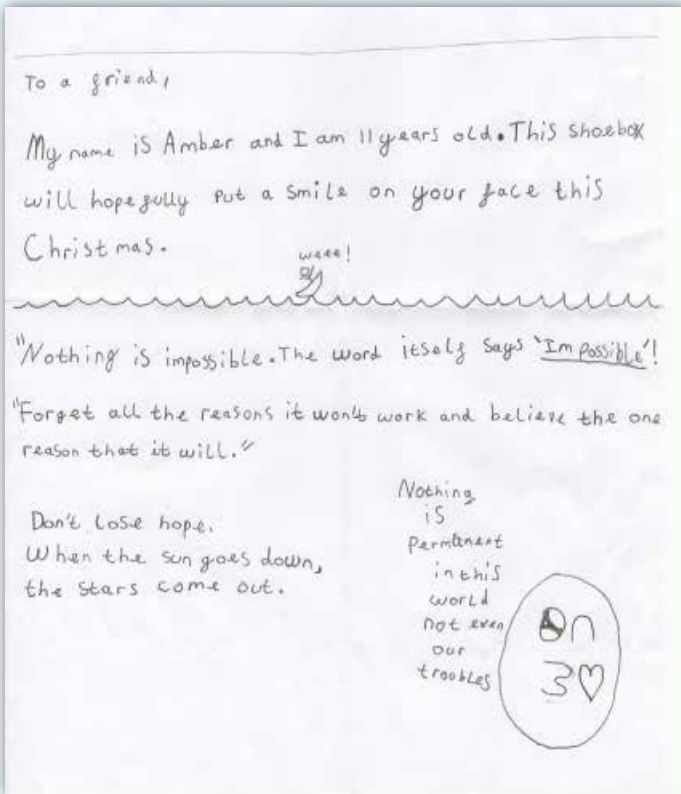 To a friend,
My name is Amber and I am 11 years old. This shoebox
will hopefully put a smile on your face this
Christmas.
weee!
"Nothing is impossible. The word itself says 'Im possible'!
"Forget all the reasons it won't work and believe the one
reason that it will."
Don't lose hope.
When the sun goes down,
the stars come out.
Nothing
is
permenent
in this
world
not even
our
troubles